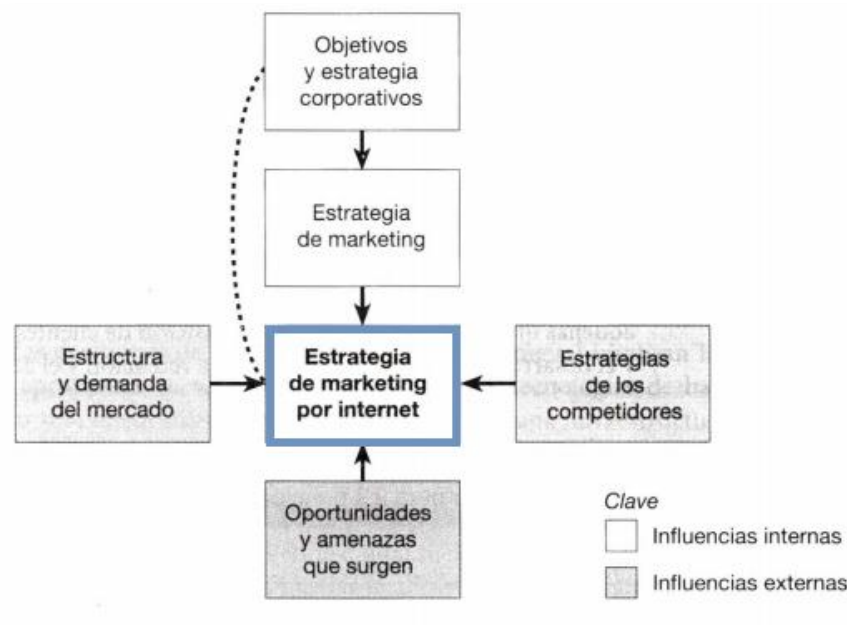 Objetivos
y estrategia
corporativos
Estrategia
de marketing
Estructura
y demanda
del mercado
Estrategia
de marketing
por internet
Estrategias
de los
competidores
Oportunidades
y amenazas
que surgen
Clave
Influencias internas
Influencias externas